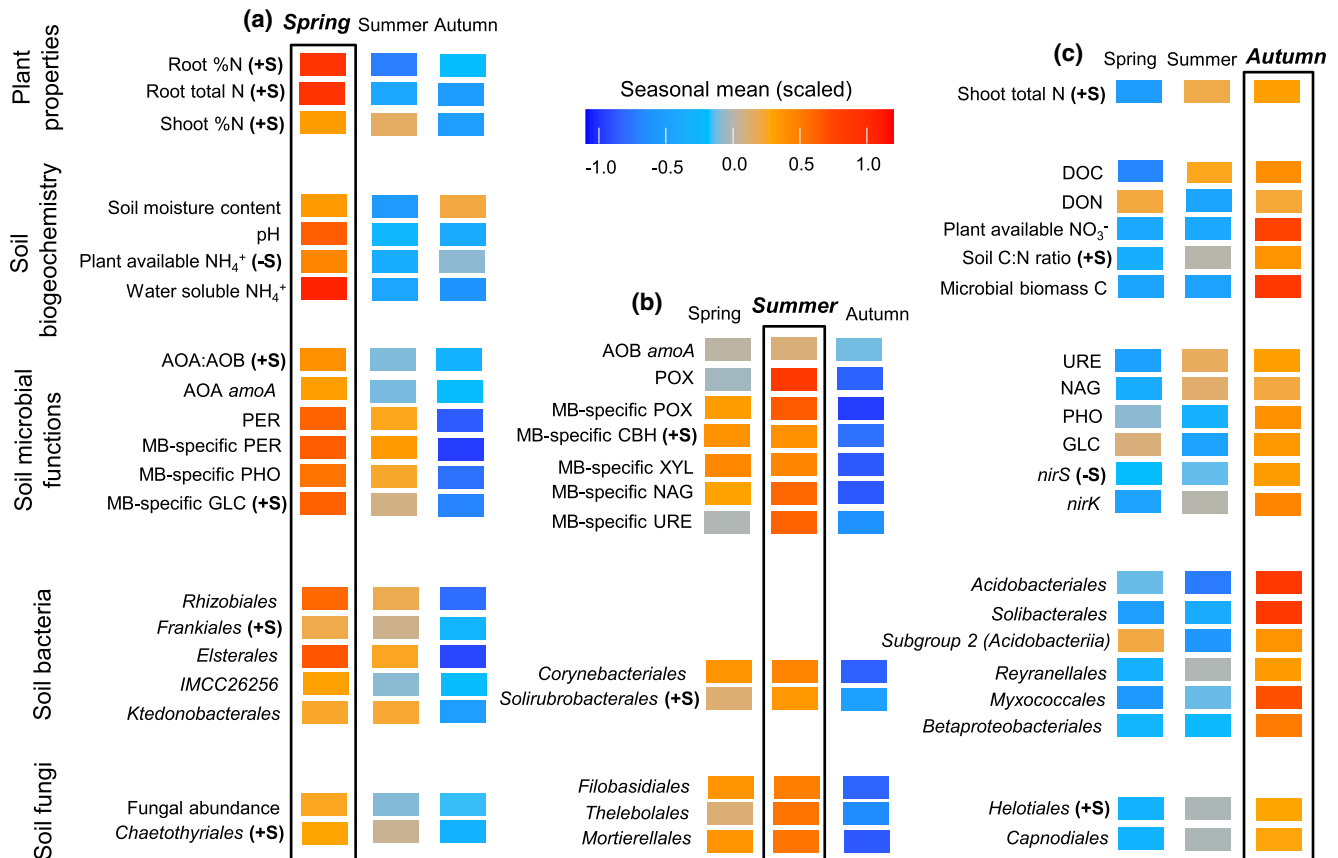 (a)
Spring Summer Autumn
Plant
properties
Root %N (+S)
Root total N (+S)
Shoot %N (+S)
Soil
biogeochemistry
Soil moisture content
pH
Plant available NH₄⁺ (-S)
Water soluble NH₄⁺
Soil microbial
functions
AOA:AOB (+S)
AOA amoA
PER
MB-specific PER
MB-specific PHO
MB-specific GLC (+S)
Soil bacteria
Rhizobiales
Frankiales (+S)
Elsterales
IMCC26256
Ktedonobacterales
Soil fungi
Fungal abundance
Chaetothyriales (+S)
Seasonal mean (scaled)
-1.0 -0.5 0.0 0.5 1.0
(b)
Spring Summer Autumn
AOB amoA
POX
MB-specific POX
MB-specific CBH (+S)
MB-specific XYL
MB-specific NAG
MB-specific URE
Corynebacteriales
Solirubrobacterales (+S)
Filobasidiales
Thelebolales
Mortierellales
(c)
Spring Summer Autumn
Shoot total N (+S)
DOC
DON
Plant available NO₃⁻
Soil C:N ratio (+S)
Microbial biomass C
URE
NAG
PHO
GLC
nirS (-S)
nirK
Acidobacteriales
Solibacterales
Subgroup 2 (Acidobacteriia)
Reyranellales
Myxococcales
Betaproteobacteriales
Helotiales (+S)
Capnodiales